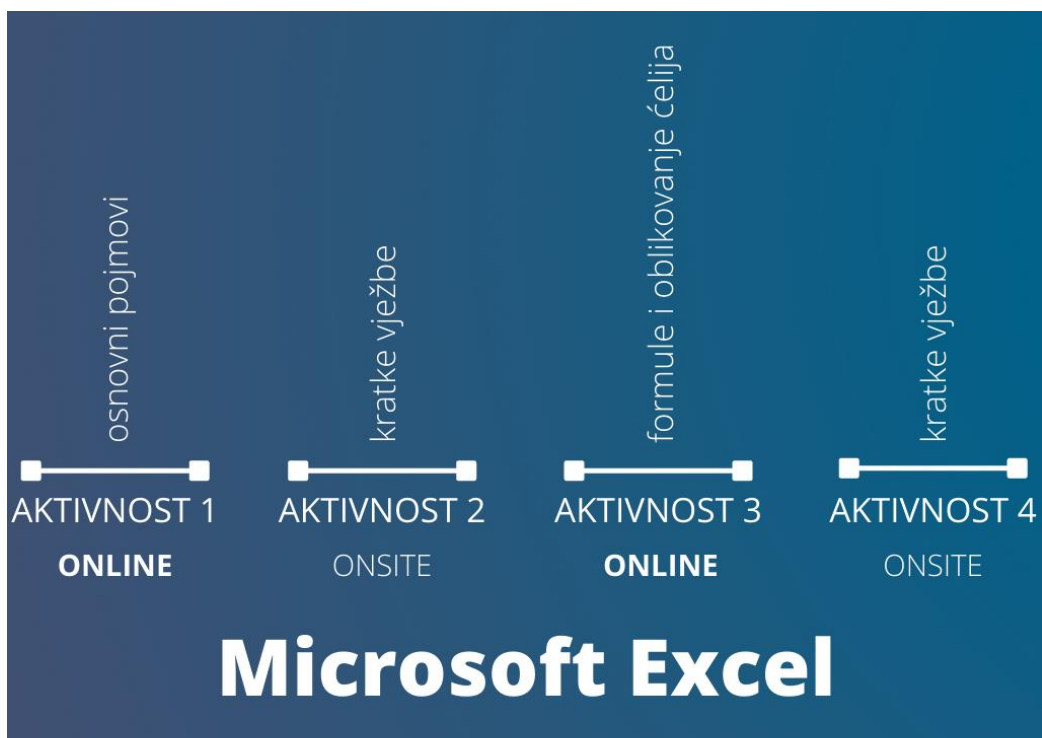 osnovni pojmovi
AKTIVNOST 1
ONLINE
kratke vježbe
AKTIVNOST 2
ONSITE
formule i oblikovanje ćelija
AKTIVNOST 3
ONLINE
kratke vježbe
AKTIVNOST 4
ONSITE
Microsoft Excel